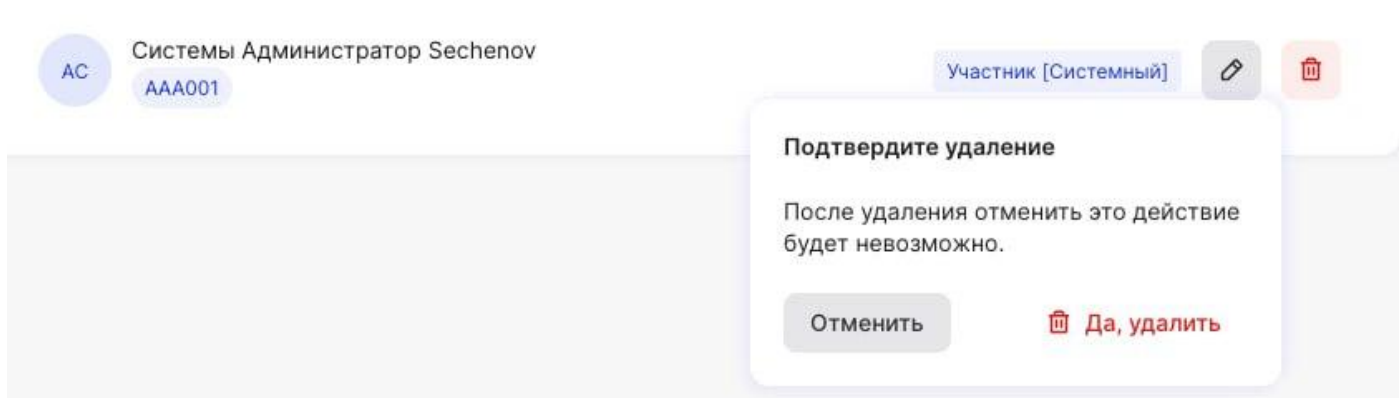 АС
Системы Администратор Sechenov
AAA001
Участник [Системный]
Подтвердите удаление
После удаления отменить это действие
будет невозможно.
Отменить
Да, удалить